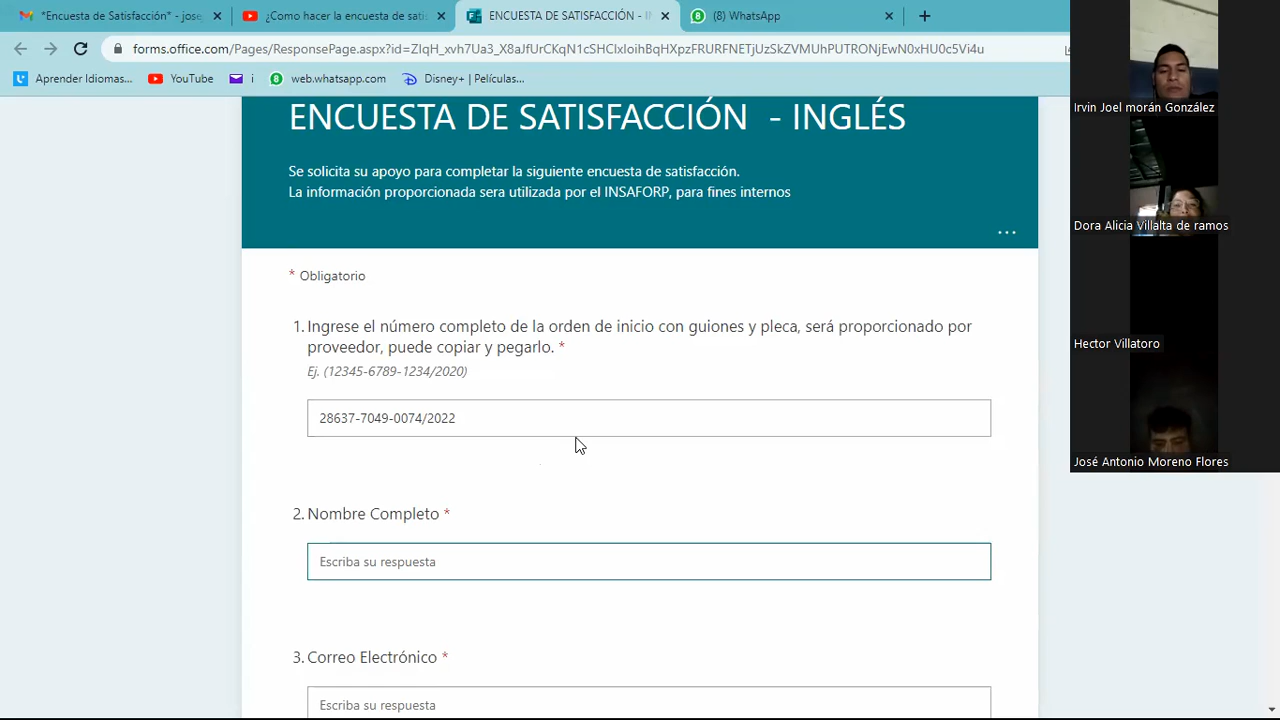 *Encuesta de Satisfacción* - jose
¿Como hacer la encuesta de sati
ENCUESTA DE SATISFACCIÓN - I
(8) WhatsApp
forms.office.com/Pages/ResponsePage.aspx?id=ZIqH_xvh7Ua3_X8aJfUrCKqN1cSHCIxIoihBqHXpzFRURFNETjUzSkZVMUhPUTRONjEwN0xHU0c5Vi4u
Aprender Idiomas...
YouTube
i
web.whatsapp.com
Disney+ | Películas,...
ENCUESTA DE SATISFACCIÓN - INGLÉS
Se solicita su apoyo para completar la siguiente encuesta de satisfacción.
La información proporcionada sera utilizada por el INSAFORP, para fines internos
...
* Obligatorio
1. Ingrese el número completo de la orden de inicio con guiones y pleca, será proporcionado por
proveedor, puede copiar y pegarlo. *
Ej. (12345-6789-1234/2020)
28637-7049-0074/2022
2. Nombre Completo *
Escriba su respuesta
3. Correo Electrónico *
Escriba su respuesta
Irvin Joel morán González
Dora Alicia Villalta de ramos
Hector Villatoro
José Antonio Moreno Flores